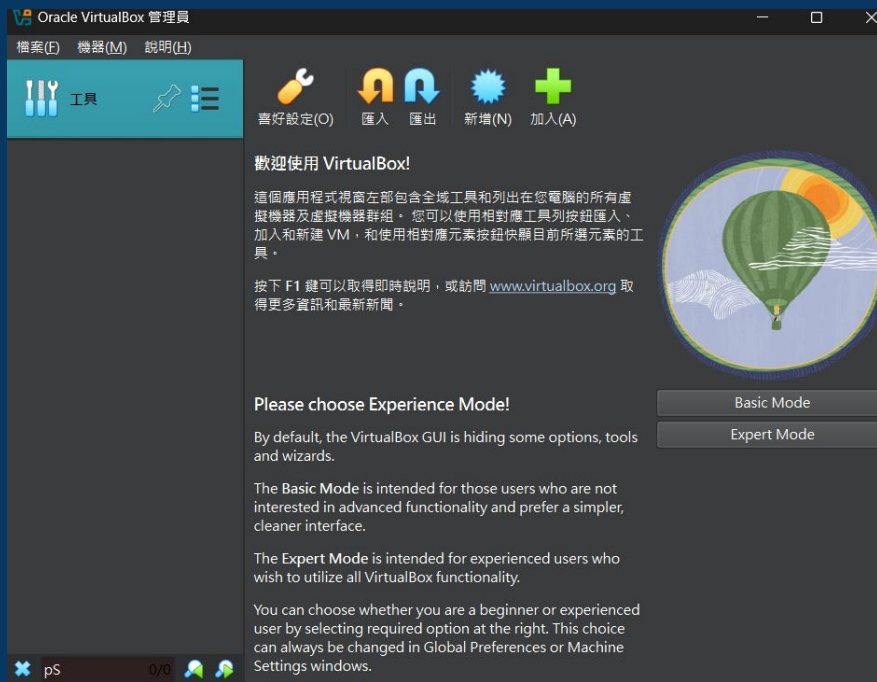 Oracle VirtualBox 管理員
檔案(F) 機器(M) 說明(H)
工具
喜好設定(O) 匯入 匯出 新增(N) 加入(A)
歡迎使用 VirtualBox!
這個應用程式視窗左部包含全域工具和列出在您電腦的所有虛
擬機器及虛擬機器群組。 您可以使用相對應工具列按鈕匯入、
加入和新建 VM，和使用相對應元素按鈕快顯目前所選元素的工
具。
按下 F1 鍵可以取得即時說明，或訪問 www.virtualbox.org 取
得更多資訊和最新新聞。
Please choose Experience Mode!
By default, the VirtualBox GUI is hiding some options, tools
and wizards.
The Basic Mode is intended for those users who are not
interested in advanced functionality and prefer a simpler,
cleaner interface.
The Expert Mode is intended for experienced users who
wish to utilize all VirtualBox functionality.
You can choose whether you are a beginner or experienced
user by selecting required option at the right. This choice
can always be changed in Global Preferences or Machine
Settings windows.
Basic Mode
Expert Mode
pS 0/0